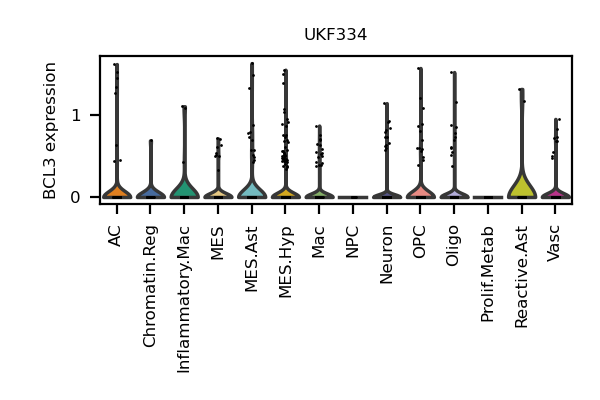 UKF334
BCL3 expression
1
0
AC
Chromatin.Reg
Inflammatory.Mac
MES
MES.Ast
MES.Hyp
Mac
NPC
Neuron
OPC
Oligo
Prolif.Metab
Reactive.Ast
Vasc